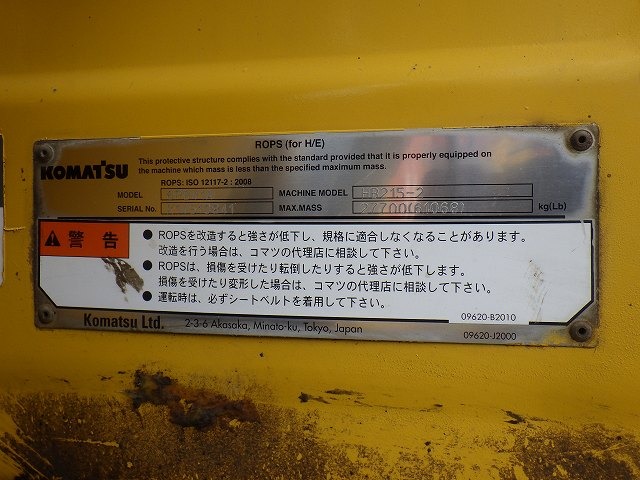 ROPS (for H/E)
KOMATSU
This protective structure complies with the standard provided that it is properly equipped on
the machine which mass is less than the specified maximum mass.
ROPS: ISO 12117-2 : 2008
MODEL
MACHINE MODEL HB215-2
SERIAL No.
MAX.MASS 27700(61068) kg(Lb)
警告
● ROPSを改造すると強さが低下し、規格に適合しなくなることがあります。
改造を行う場合は、コマツの代理店に相談して下さい。
● ROPSは、損傷を受けたり転倒したりすると強さが低下します。
損傷を受けたり変形した場合は、コマツの代理店に相談して下さい。
● 運転時は、必ずシートベルトを着用して下さい。
09620-B2010
Komatsu Ltd. 2-3-6 Akasaka, Minato-ku, Tokyo, Japan
09620-J2000